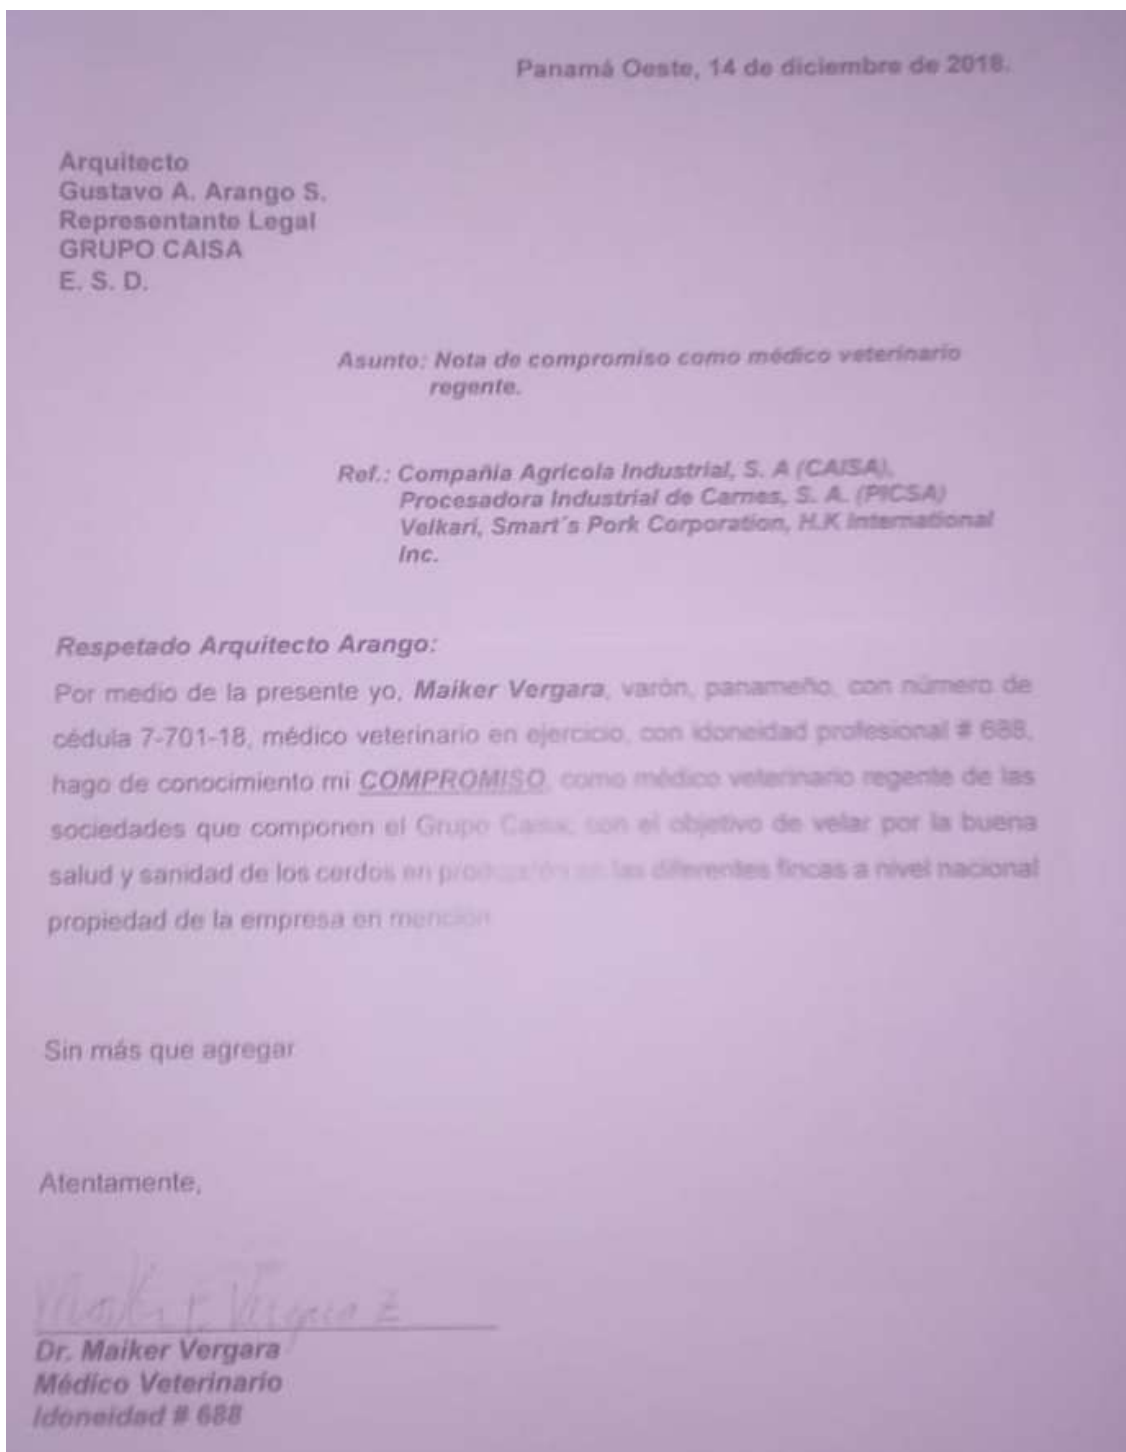 Panamá Oeste, 14 de diciembre de 2018.
Arquitecto
Gustavo A. Arango S.
Representante Legal
GRUPO CAISA
E. S. D.
Asunto: Nota de compromiso como médico veterinario
regente.
Ref.: Compañia Agrícola Industrial, S. A (CAISA),
Procesadora Industrial de Carnes, S. A. (PICSA)
Velkari, Smart´s Pork Corporation, H.K International
Inc.
Respetado Arquitecto Arango:
Por medio de la presente yo, Maiker Vergara, varón, panameño, con número de
cédula 7-701-18, médico veterinario en ejercicio, con idoneidad profesional # 688,
hago de conocimiento mi COMPROMISO, como médico veterinario regente de las
sociedades que componen el Grupo Caisa, con el objetivo de velar por la buena
salud y sanidad de los cerdos en producción en las diferentes fincas a nivel nacional
propiedad de la empresa en mención
Sin más que agregar
Atentamente,
Dr. Maiker Vergara
Médico Veterinario
Idoneidad # 688